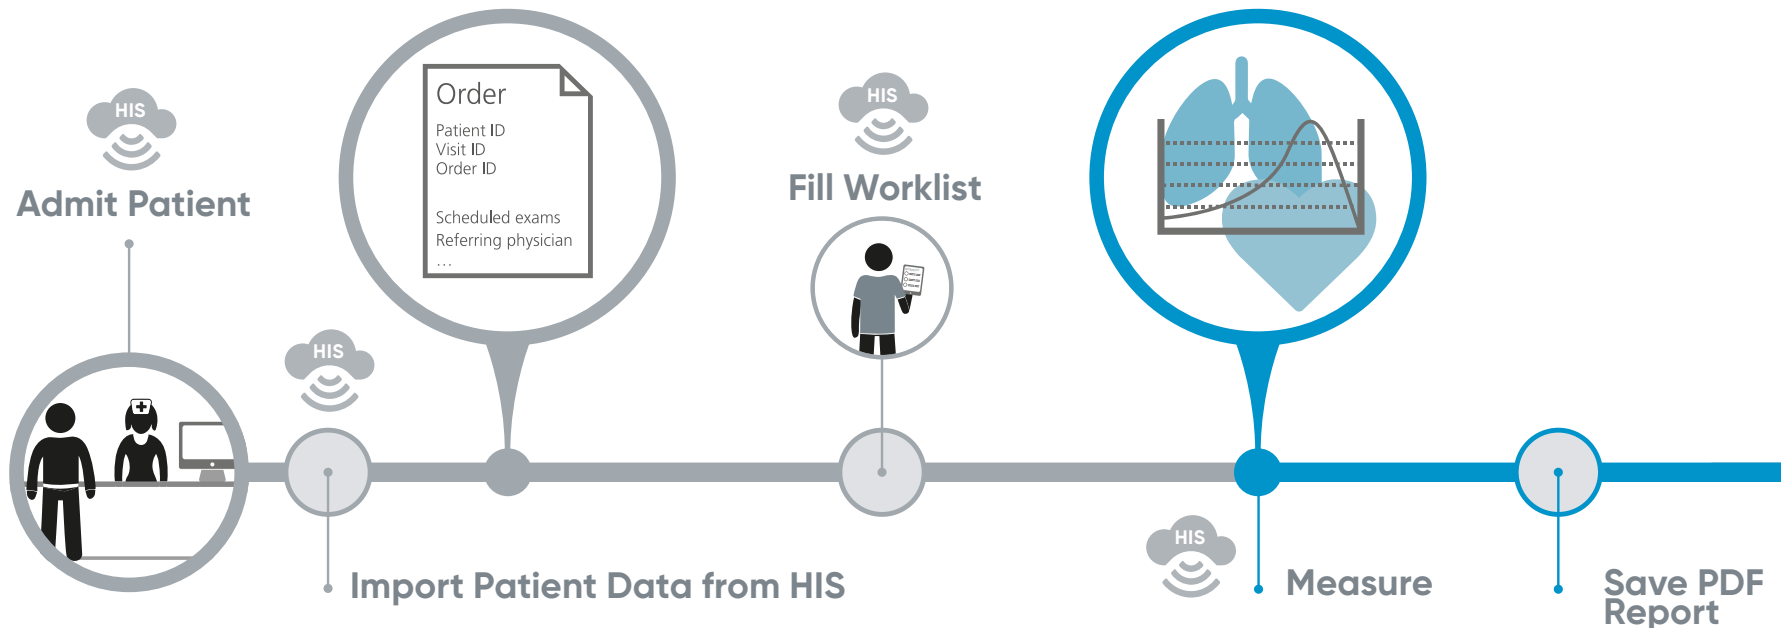 HIS
Admit Patient
HIS
Import Patient Data from HIS
Order
Patient ID
Visit ID
Order ID
Scheduled exams
Referring physician
...
HIS
Fill Worklist
HIS
Measure
Save PDF
Report